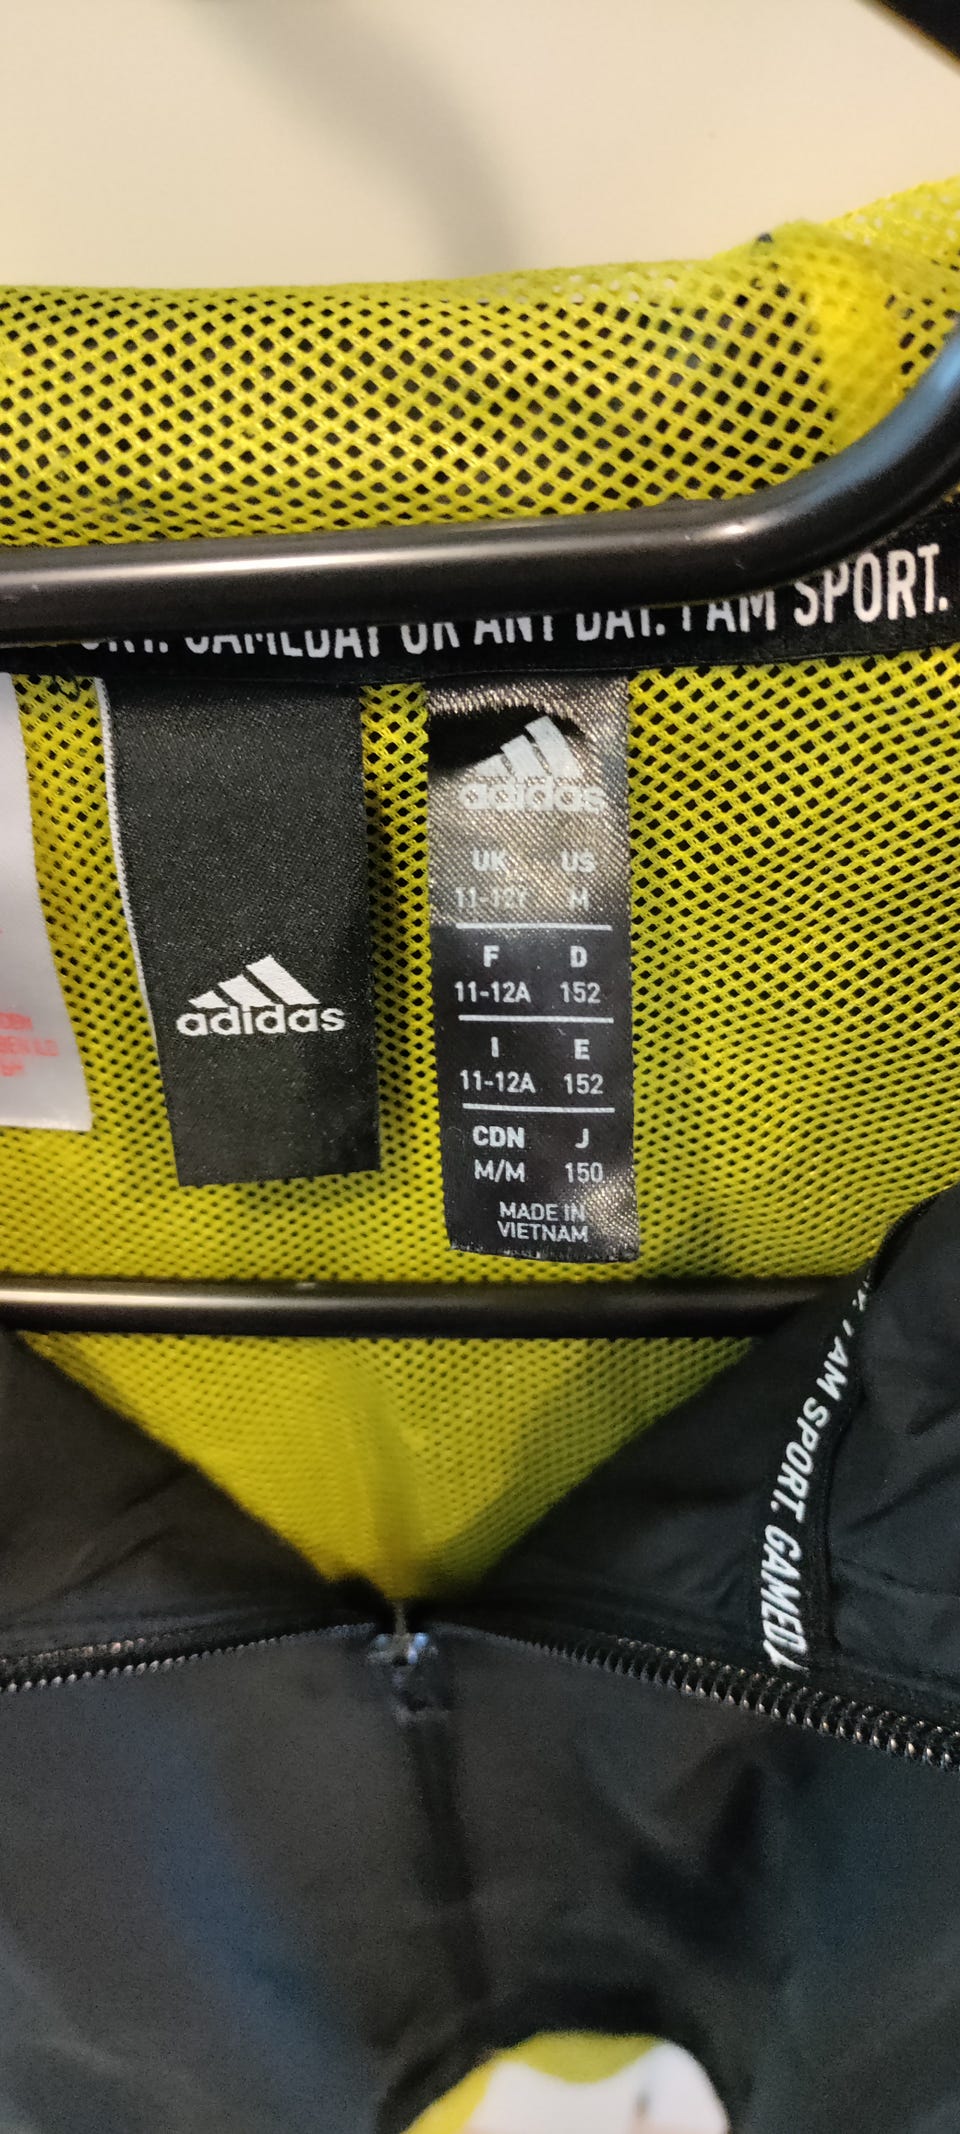 GAMEDAY OR ANY DAY. I AM SPORT.
adidas
adidas
UK US
11-12Y M
F D
11-12A 152
I E
11-12A 152
CDN J
M/M 150
MADE IN
VIETNAM
I AM SPORT. GAMEDA